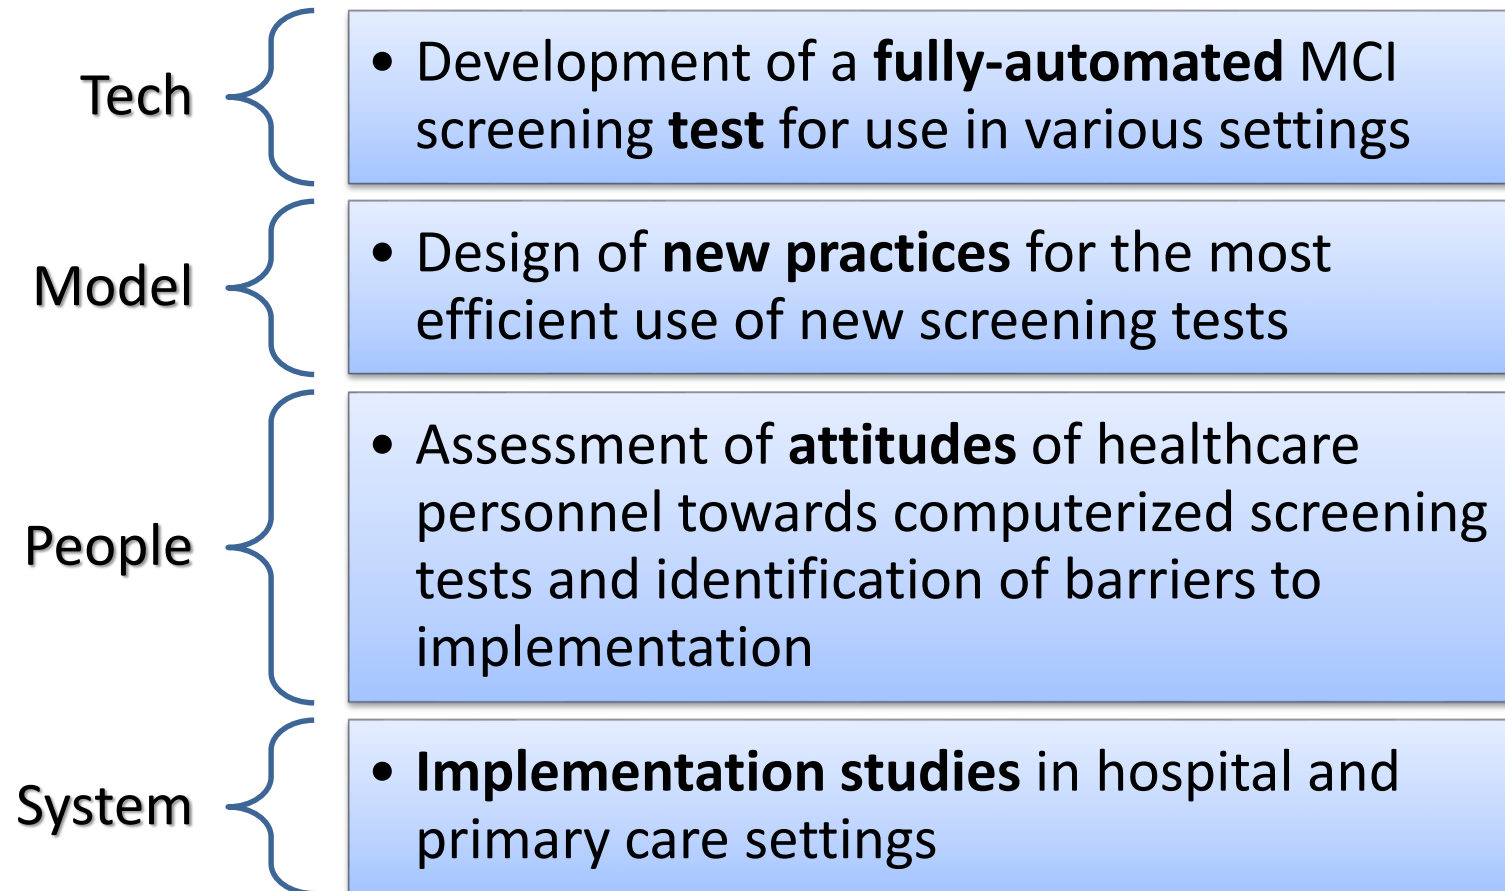 Tech
• Development of a fully-automated MCI
screening test for use in various settings
Model
• Design of new practices for the most
efficient use of new screening tests
People
• Assessment of attitudes of healthcare
personnel towards computerized screening
tests and identification of barriers to
implementation
System
• Implementation studies in hospital and
primary care settings